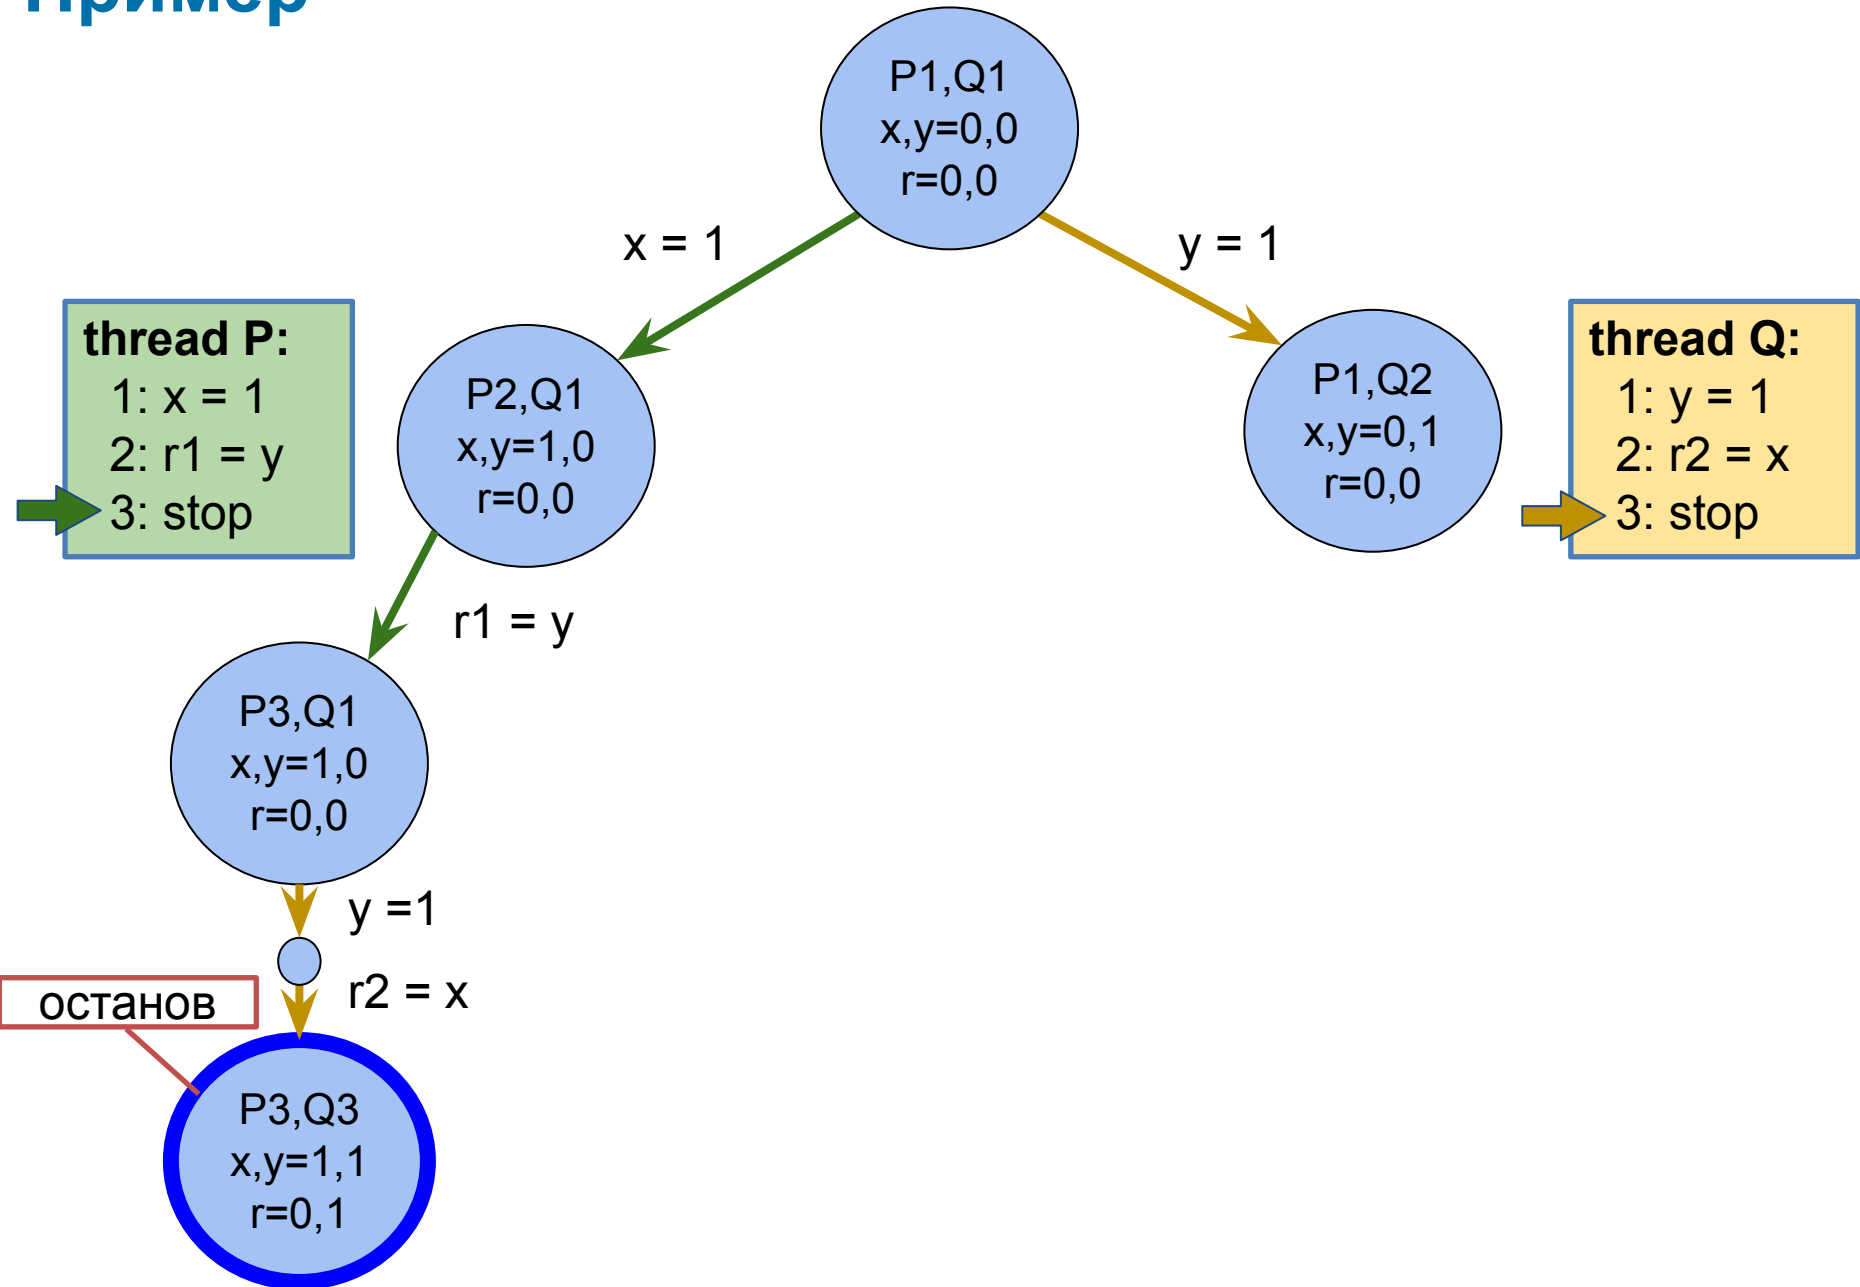 Пример
P1,Q1
x,y=0,0
r=0,0
x = 1
y = 1
thread P:
1: x = 1
2: r1 = y
3: stop
P2,Q1
x,y=1,0
r=0,0
P1,Q2
x,y=0,1
r=0,0
thread Q:
1: y = 1
2: r2 = x
3: stop
r1 = y
P3,Q1
x,y=1,0
r=0,0
y =1
r2 = x
останов
P3,Q3
x,y=1,1
r=0,1